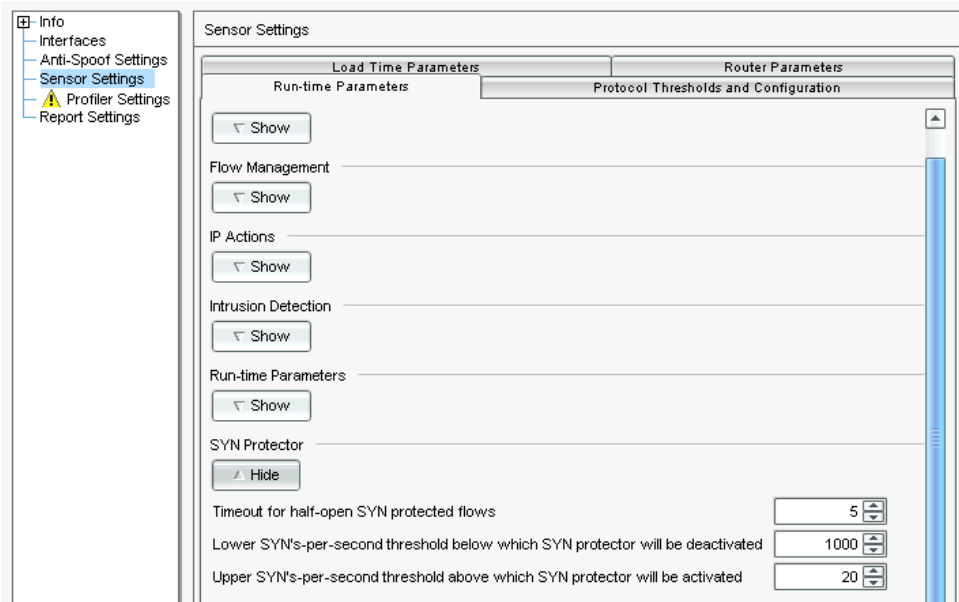 Info
Interfaces
Anti-Spoof Settings
Sensor Settings
Profiler Settings
Report Settings
Sensor Settings
Load Time Parameters
Router Parameters
Run-time Parameters
Protocol Thresholds and Configuration
Show
Flow Management
Show
IP Actions
Show
Intrusion Detection
Show
Run-time Parameters
Show
SYN Protector
Hide
Timeout for half-open SYN protected flows 5
Lower SYN's-per-second threshold below which SYN protector will be deactivated 1000
Upper SYN's-per-second threshold above which SYN protector will be activated 20